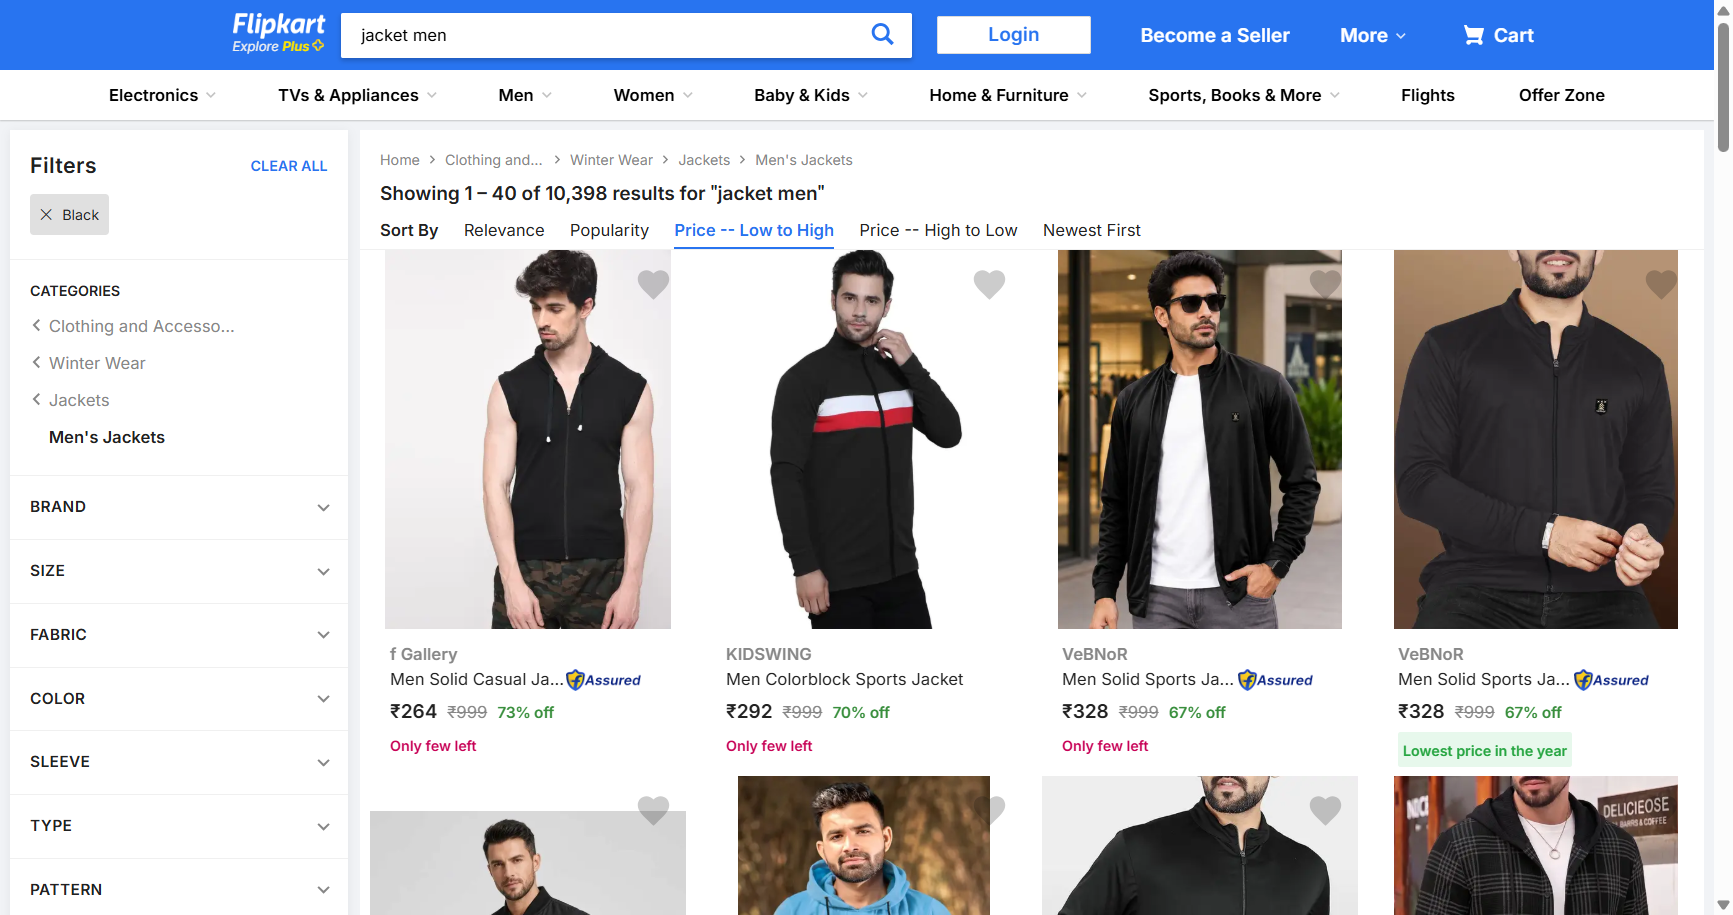 Flipkart
Explore Plus
jacket men
Login
Become a Seller
More
Cart
Electronics
TVs & Appliances
Men
Women
Baby & Kids
Home & Furniture
Sports, Books & More
Flights
Offer Zone
Filters
CLEAR ALL
Black
CATEGORIES
Clothing and Accesso...
Winter Wear
Jackets
Men's Jackets
BRAND
SIZE
FABRIC
COLOR
SLEEVE
TYPE
PATTERN
Home > Clothing and... > Winter Wear > Jackets > Men's Jackets
Showing 1 – 40 of 10,398 results for "jacket men"
Sort By Relevance Popularity Price -- Low to High Price -- High to Low Newest First
f Gallery
Men Solid Casual Ja... Assured
₹264 ₹999 73% off
Only few left
KIDSWING
Men Colorblock Sports Jacket
₹292 ₹999 70% off
Only few left
VeBNoR
Men Solid Sports Ja... Assured
₹328 ₹999 67% off
Only few left
VeBNoR
Men Solid Sports Ja... Assured
₹328 ₹999 67% off
Lowest price in the year
DELICIEOSE
& COFFEE